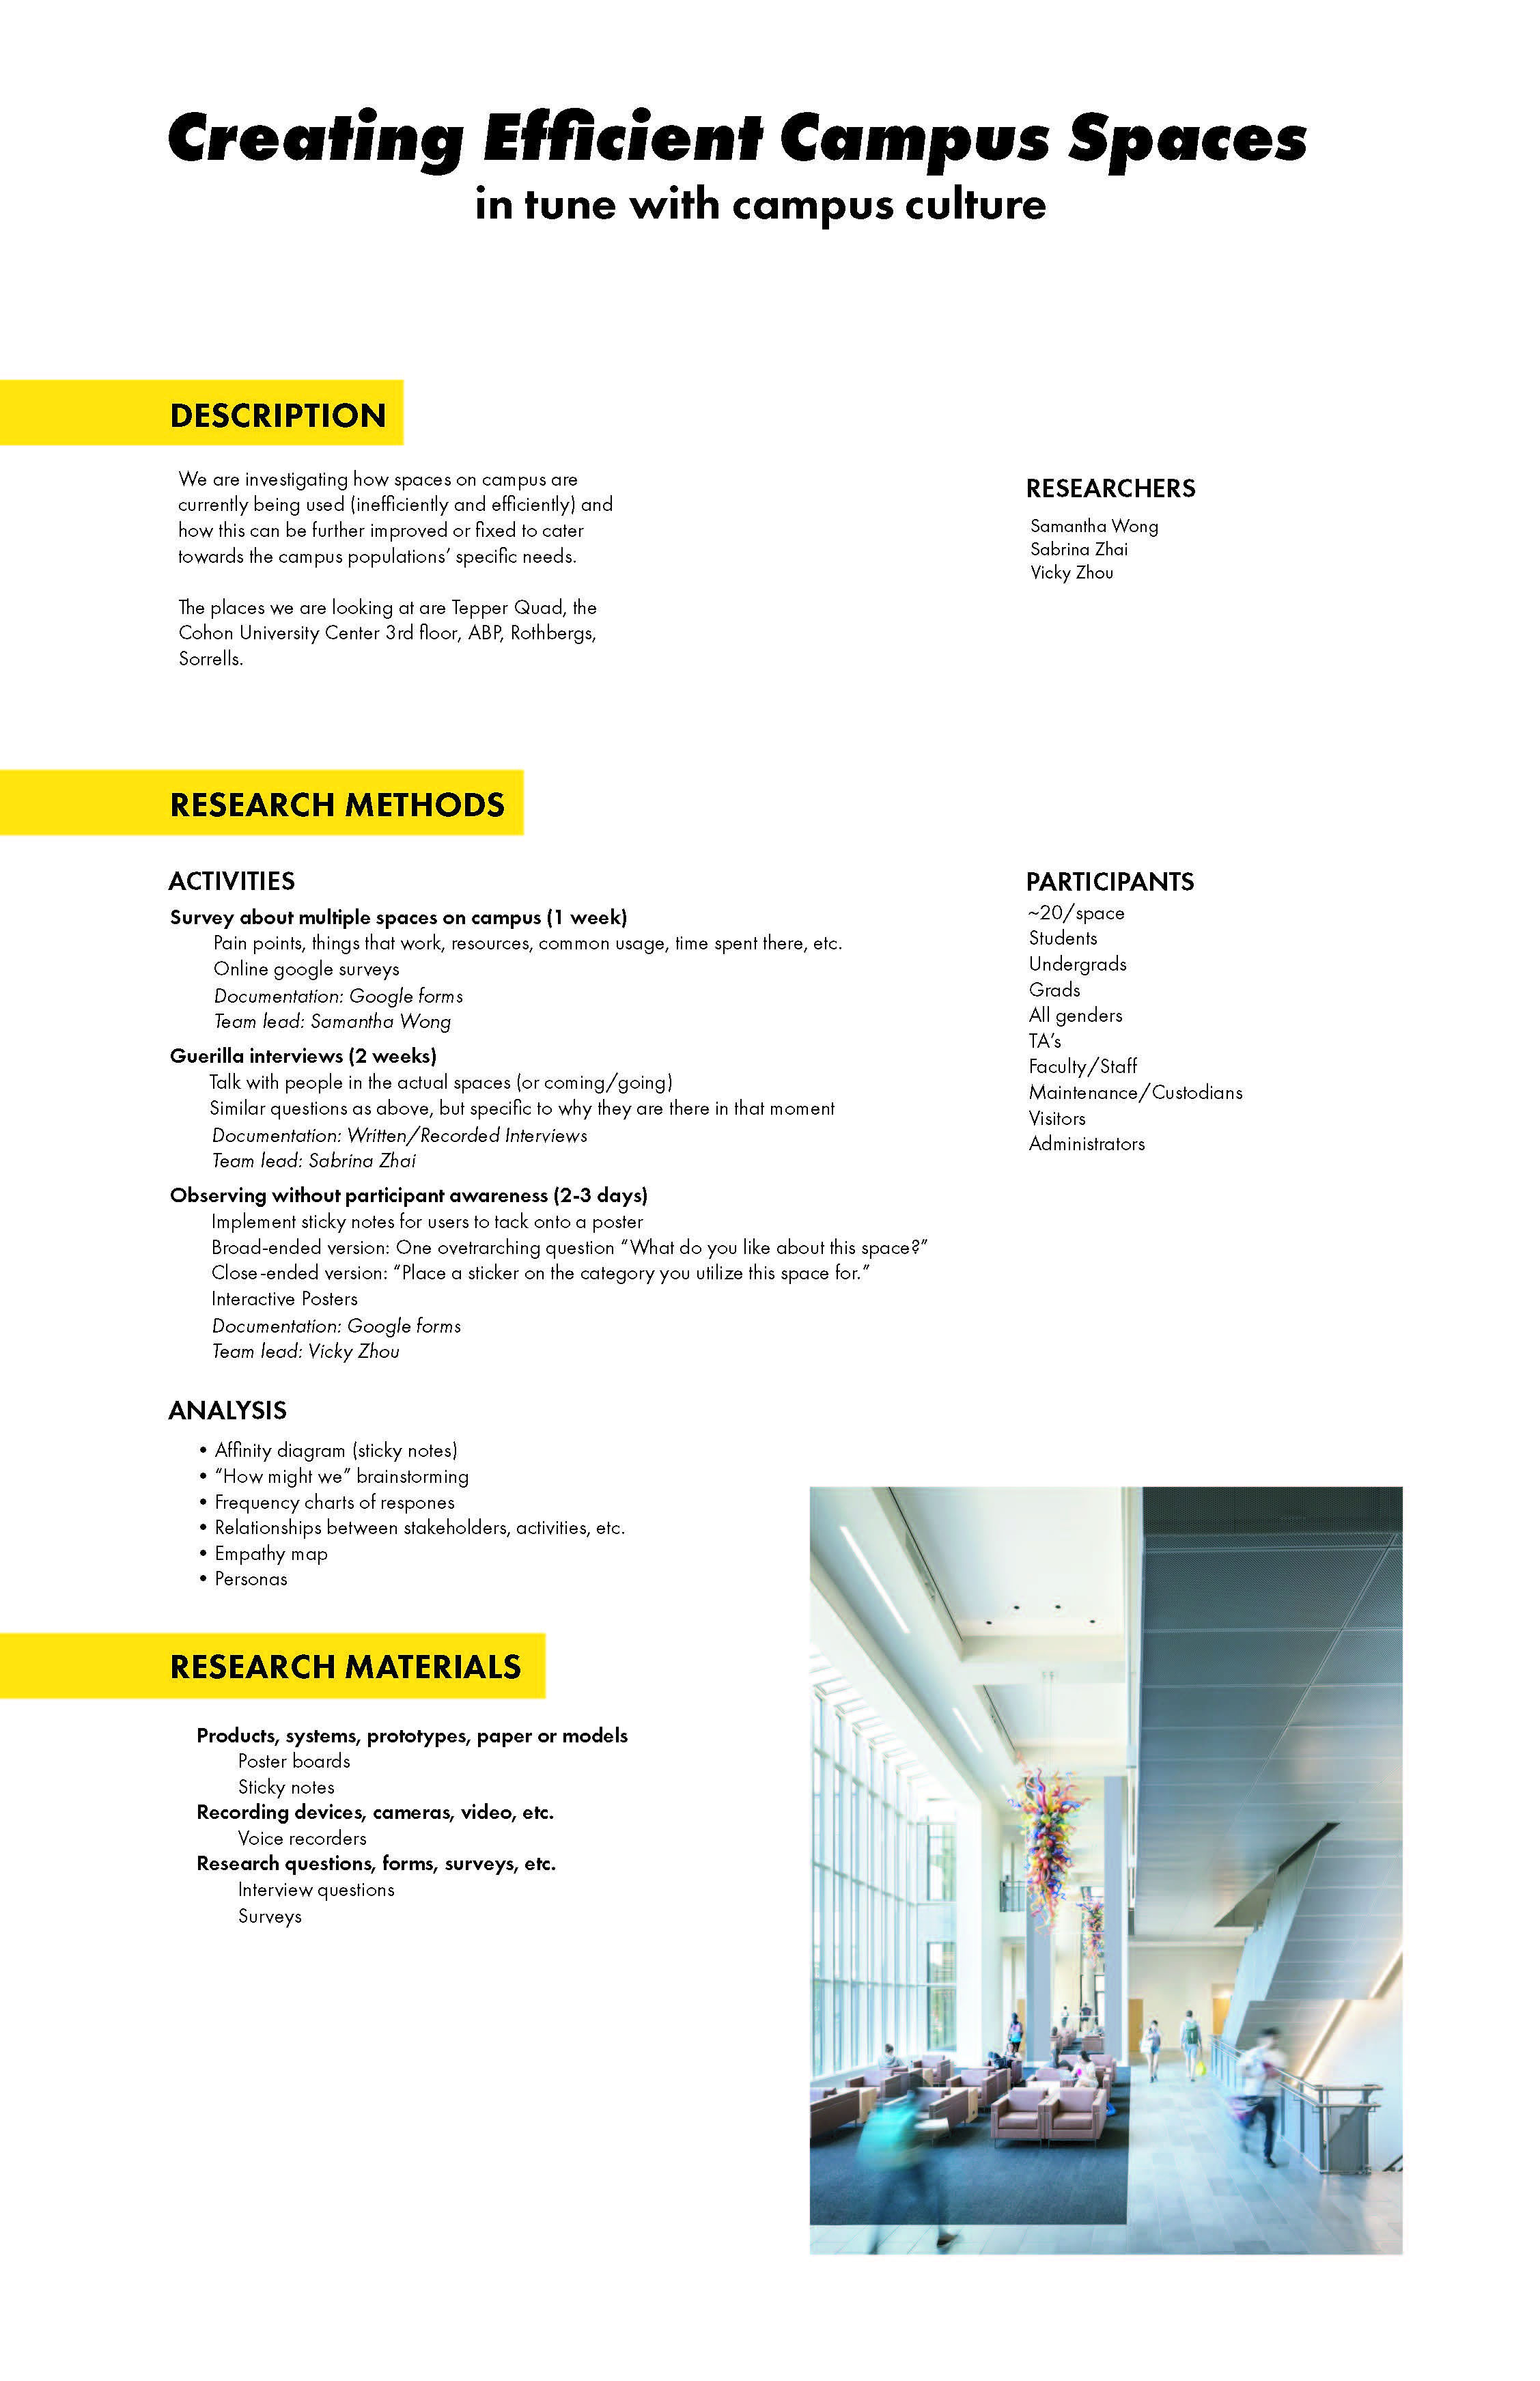 Creating Efficient Campus Spaces
in tune with campus culture
DESCRIPTION
We are investigating how spaces on campus are
currently being used (inefficiently and efficiently) and
how this can be further improved or fixed to cater
towards the campus populations’ specific needs.
The places we are looking at are Tepper Quad, the
Cohon University Center 3rd floor, ABP, Rothbergs,
Sorrells.
RESEARCHERS
Samantha Wong
Sabrina Zhai
Vicky Zhou
RESEARCH METHODS
ACTIVITIES
Survey about multiple spaces on campus (1 week)
Pain points, things that work, resources, common usage, time spent there, etc.
Online google surveys
Documentation: Google forms
Team lead: Samantha Wong
Guerilla interviews (2 weeks)
Talk with people in the actual spaces (or coming/going)
Similar questions as above, but specific to why they are there in that moment
Documentation: Written/Recorded Interviews
Team lead: Sabrina Zhai
Observing without participant awareness (2-3 days)
Implement sticky notes for users to tack onto a poster
Broad-ended version: One ovetrarching question “What do you like about this space?”
Close-ended version: “Place a sticker on the category you utilize this space for.”
Interactive Posters
Documentation: Google forms
Team lead: Vicky Zhou
PARTICIPANTS
~20/space
Students
Undergrads
Grads
All genders
TA’s
Faculty/Staff
Maintenance/Custodians
Visitors
Administrators
ANALYSIS
• Affinity diagram (sticky notes)
• “How might we” brainstorming
• Frequency charts of respones
• Relationships between stakeholders, activities, etc.
• Empathy map
• Personas
RESEARCH MATERIALS
Products, systems, prototypes, paper or models
Poster boards
Sticky notes
Recording devices, cameras, video, etc.
Voice recorders
Research questions, forms, surveys, etc.
Interview questions
Surveys